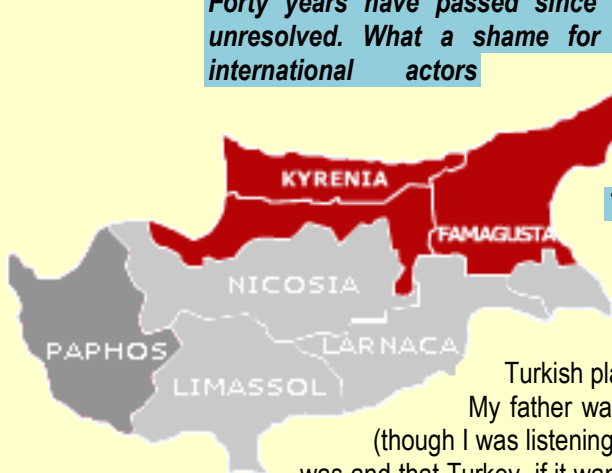 Forty years have passed since
unresolved. What a shame for
international actors
KYRENIA
FAMAGUSTA
NICOSIA
PAPHOS
LARNACA
LIMASSOL
Turkish pla
My father wa
(though I was listening
was and that Turkey, if it wer